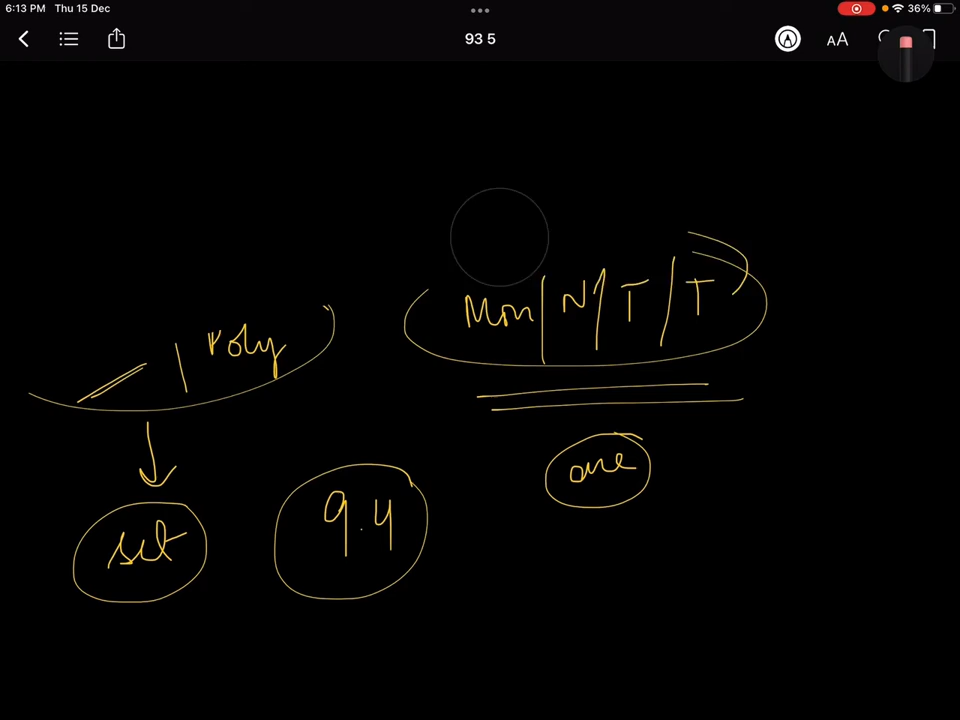 6:13 PM Thu 15 Dec
36%
93 5
AA
Mon | N | T | T
| Poly
one
set
9.4